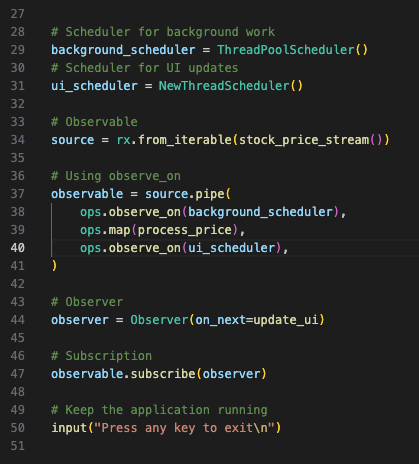 27
28 # Scheduler for background work
29 background_scheduler = ThreadPoolScheduler()
30 # Scheduler for UI updates
31 ui_scheduler = NewThreadScheduler()
32
33 # Observable
34 source = rx.from_iterable(stock_price_stream())
35
36 # Using observe_on
37 observable = source.pipe(
38     ops.observe_on(background_scheduler),
39     ops.map(process_price),
40     ops.observe_on(ui_scheduler),
41 )
42
43 # Observer
44 observer = Observer(on_next=update_ui)
45
46 # Subscription
47 observable.subscribe(observer)
48
49 # Keep the application running
50 input("Press any key to exit\n")
51